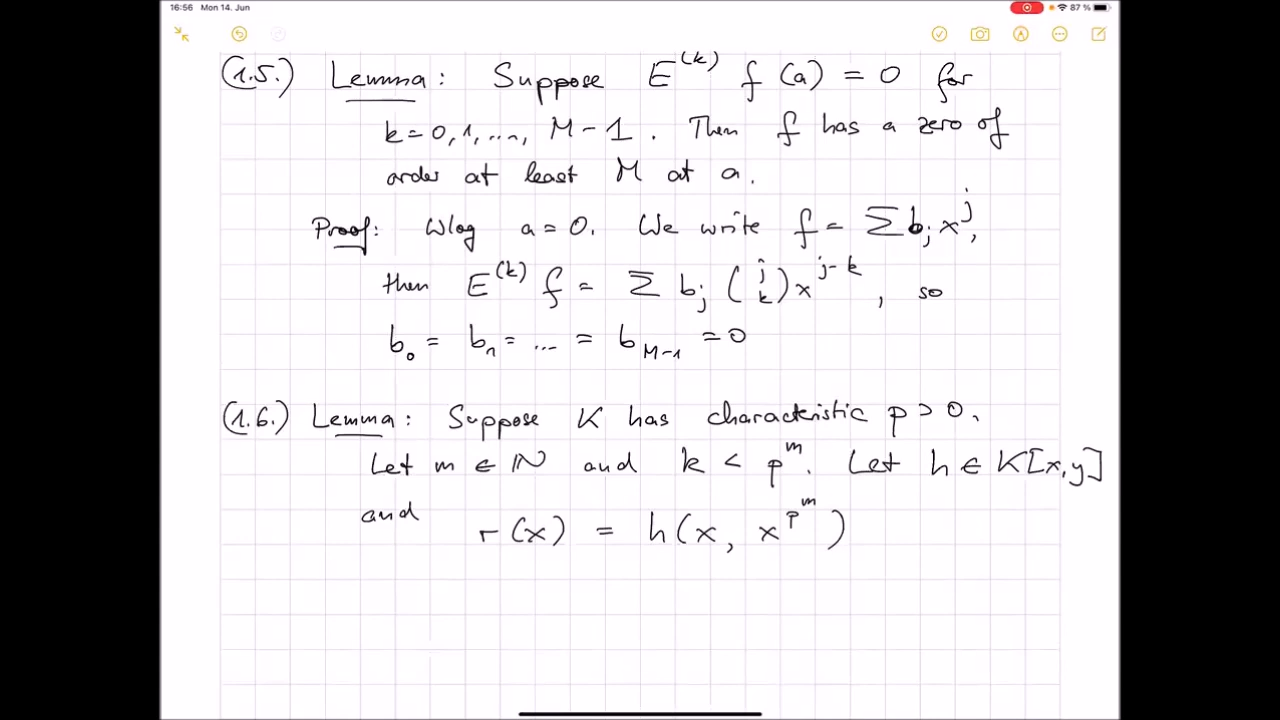 16:56 Mon 14. Jun 87 %
(1.5.) Lemma: Suppose E^(k) f (a) = 0 for
k = 0, 1, ..., M-1. Then f has a zero of
order at least M at a.
Proof: Wlog a = 0. We write f = Σ b_j x^j,
then E^(k) f = Σ b_j (j k) x^{j-k}, so
b_0 = b_1 = ... = b_{M-1} = 0
(1.6.) Lemma: Suppose K has characteristic p > 0.
Let m ∈ ℕ and k < p^m. Let h ∈ K[x,y]
and r(x) = h(x, x^{p^m})